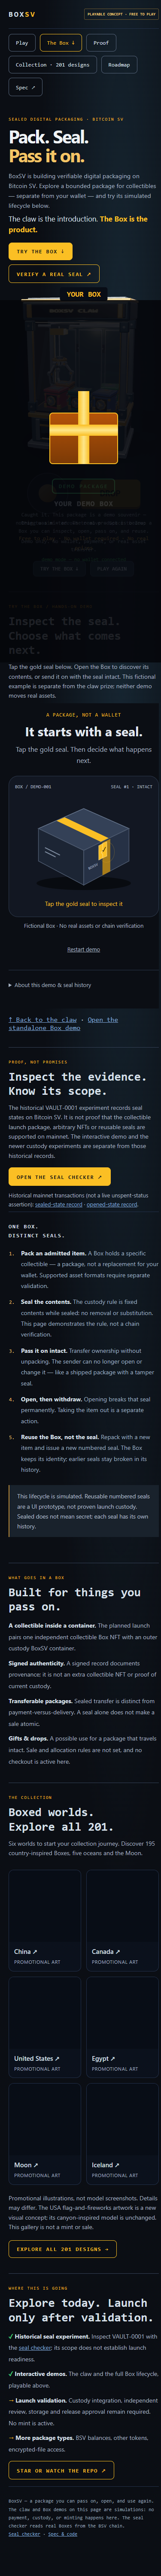 BOXSV
PLAYABLE CONCEPT · FREE TO PLAY
Play
The Box ↓
Proof
Collection · 201 designs
Roadmap
Spec ↗
SEALED DIGITAL PACKAGING · BITCOIN SV
Pack. Seal.
Pass it on.
BoxSV is building verifiable digital packaging on
Bitcoin SV. Explore a bounded package for collectibles
— separate from your wallet — and try its simulated
lifecycle below.
The claw is the introduction. The Box is the
product.
TRY THE BOX ↓
VERIFY A REAL SEAL ↗
YOUR BOX
YOUR DEMO BOX
TRY THE BOX ↓
PLAY AGAIN
Inspect the seal.
Choose what comes
next.
Tap the gold seal below. Open the Box to discover its
contents, or send it on with the seal intact. This fictional
example is separate from the claw prize; neither demo
moves real assets.
A PACKAGE, NOT A WALLET
It starts with a seal.
Tap the gold seal. Then decide what happens
next.
BOX / DEMO-001
SEAL #1 · INTACT
Tap the gold seal to inspect it
Fictional Box · No real assets or chain verification
Restart demo
▶ About this demo & seal history
↑ Back to the claw · Open the
standalone Box demo
PROOF, NOT PROMISES
Inspect the evidence.
Know its scope.
The historical VAULT-0001 experiment records seal
states on Bitcoin SV. It is not proof that the collectible
launch package, arbitrary NFTs or reusable seals are
supported on mainnet. The interactive demo and the
newer custody experiments are separate from those
historical records.
OPEN THE SEAL CHECKER ↗
Historical mainnet transactions (not a live unspent-status
assertion): sealed-state record · opened-state record.
ONE BOX.
DISTINCT SEALS.
1. Pack an admitted item. A Box holds a specific
collectible — a package, not a replacement for your
wallet. Supported asset formats require separate
validation.
2. Seal the contents. The custody rule is fixed
contents while sealed: no removal or substitution.
This page demonstrates the rule, not a chain
verification.
3. Pass it on intact. Transfer ownership without
unpacking. The sender can no longer open or
change it — like a shipped package with a tamper
seal.
4. Open, then withdraw. Opening breaks that seal
permanently. Taking the item out is a separate
action.
5. Reuse the Box, not the seal. Repack with a new
item and issue a new numbered seal. The Box
keeps its identity; earlier seals stay broken in its
history.
This lifecycle is simulated. Reusable numbered seals
are a UI prototype, not proven launch custody.
Sealed does not mean secret: each seal has its own
history.
WHAT GOES IN A BOX
Built for things you
pass on.
A collectible inside a container. The planned launch
pairs one independent collectible Box NFT with an outer
custody BoxSV container.
Signed authenticity. A signed record documents
provenance: it is not an extra collectible NFT or proof of
current custody.
Transferable packages. Sealed transfer is distinct from
payment-versus-delivery. A seal alone does not make a
sale atomic.
Gifts & drops. A possible use for a package that travels
intact. Sale and allocation rules are not set, and no
checkout is active here.
THE COLLECTION
Boxed worlds.
Explore all 201.
Six worlds to start your collection journey. Discover 195
country-inspired Boxes, five oceans and the Moon.
China ↗
PROMOTIONAL ART
Canada ↗
PROMOTIONAL ART
United States ↗
PROMOTIONAL ART
Egypt ↗
PROMOTIONAL ART
Moon ↗
PROMOTIONAL ART
Iceland ↗
PROMOTIONAL ART
Promotional illustrations, not model screenshots. Details
may differ. The USA flag-and-fireworks artwork is a new
visual concept; its canyon-inspired model is unchanged.
This gallery is not a mint or sale.
EXPLORE ALL 201 DESIGNS →
WHERE THIS IS GOING
Explore today. Launch
only after validation.
✓ Historical seal experiment. Inspect VAULT-0001 with
the seal checker; its scope does not establish launch
readiness.
✓ Interactive demos. The claw and the full Box lifecycle,
playable above.
→ Launch validation. Custody integration, independent
review, storage and release approval remain required.
No mint is active.
→ More package types. BSV balances, other tokens,
encrypted-file access.
STAR OR WATCH THE REPO ↗
BoxSV — a package you can pass on, open, and use again.
The claw and Box demos on this page are simulations: no
payment, custody, or minting happens here. The seal
checker reads real Boxes from the BSV chain.
Seal checker · Spec & code